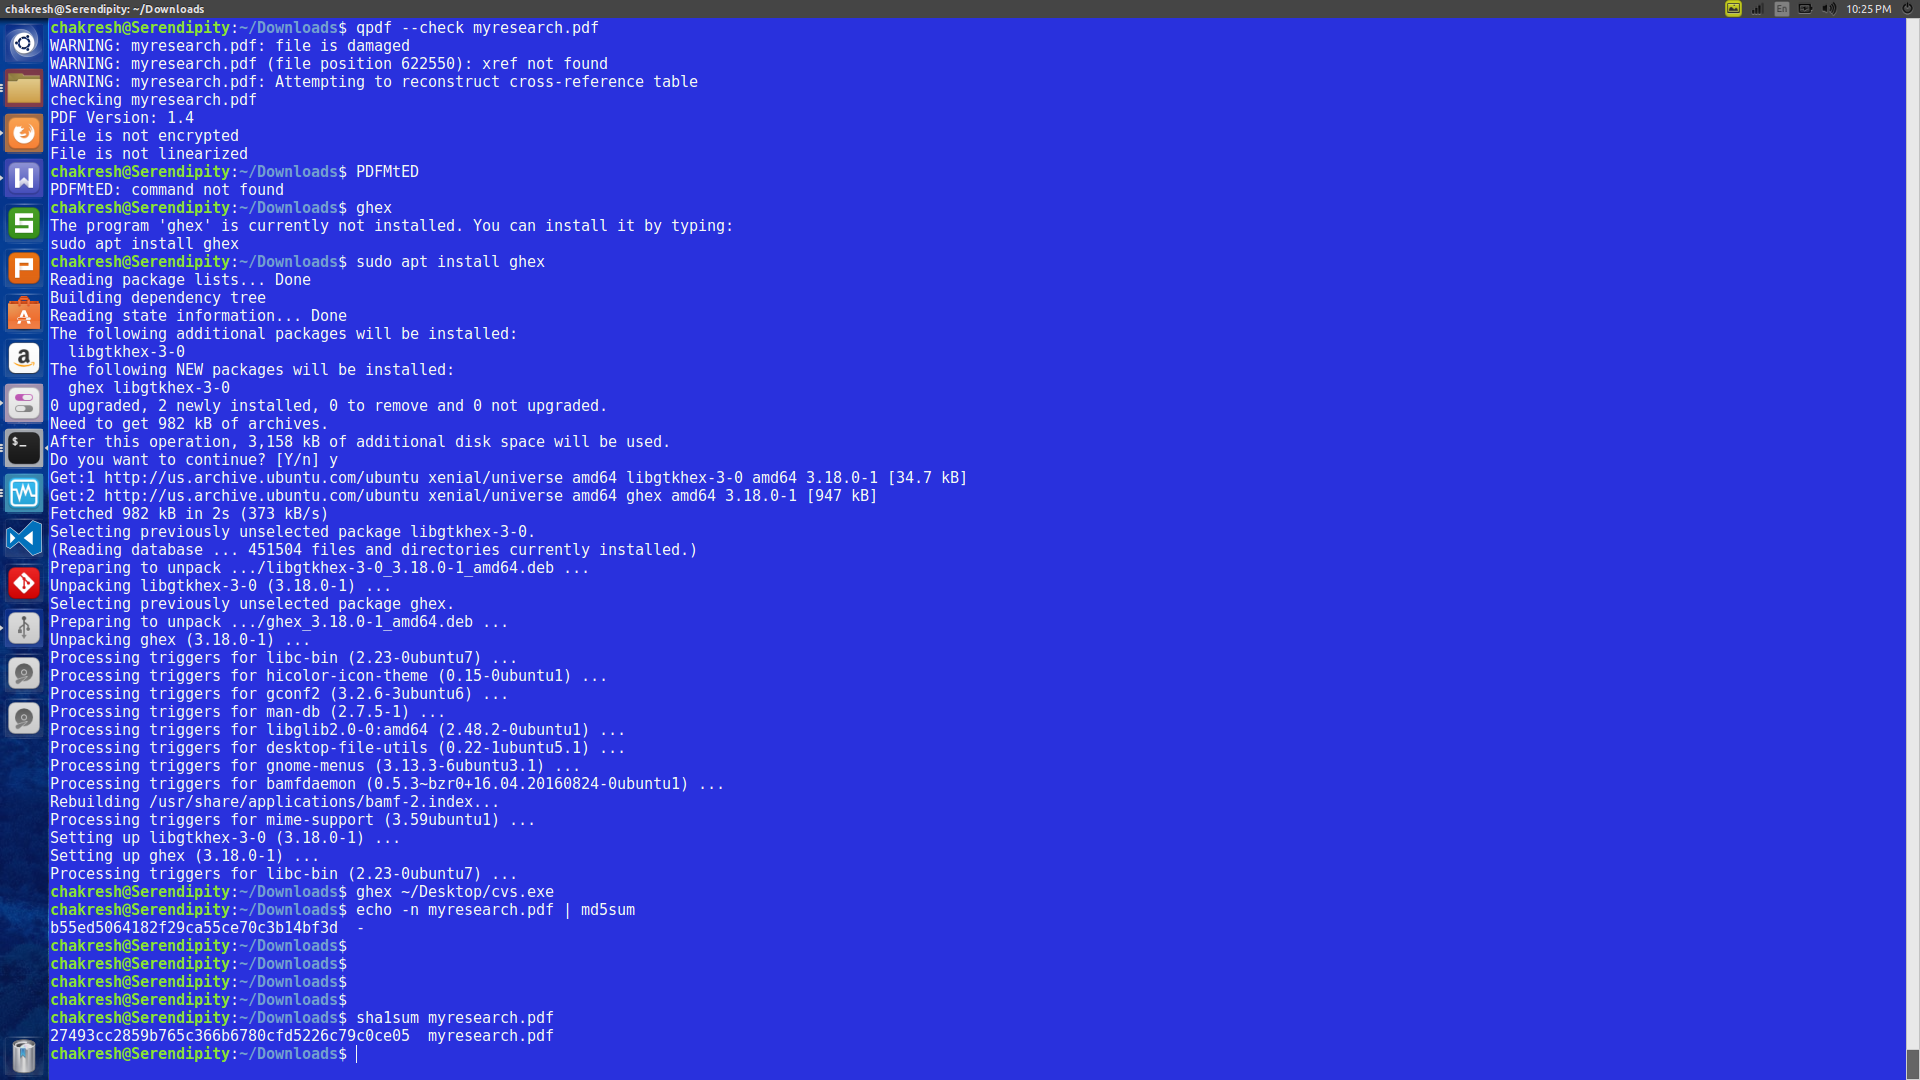 chakresh@Serendipity: ~/Downloads
En
10:25 PM
chakresh@Serendipity:~/Downloads$ qpdf --check myresearch.pdf
WARNING: myresearch.pdf: file is damaged
WARNING: myresearch.pdf (file position 622550): xref not found
WARNING: myresearch.pdf: Attempting to reconstruct cross-reference table
checking myresearch.pdf
PDF Version: 1.4
File is not encrypted
File is not linearized
chakresh@Serendipity:~/Downloads$ PDFMtED
PDFMtED: command not found
chakresh@Serendipity:~/Downloads$ ghex
The program 'ghex' is currently not installed. You can install it by typing:
sudo apt install ghex
chakresh@Serendipity:~/Downloads$ sudo apt install ghex
Reading package lists... Done
Building dependency tree
Reading state information... Done
The following additional packages will be installed:
  libgtkhex-3-0
The following NEW packages will be installed:
  ghex libgtkhex-3-0
0 upgraded, 2 newly installed, 0 to remove and 0 not upgraded.
Need to get 982 kB of archives.
After this operation, 3,158 kB of additional disk space will be used.
Do you want to continue? [Y/n] y
Get:1 http://us.archive.ubuntu.com/ubuntu xenial/universe amd64 libgtkhex-3-0 amd64 3.18.0-1 [34.7 kB]
Get:2 http://us.archive.ubuntu.com/ubuntu xenial/universe amd64 ghex amd64 3.18.0-1 [947 kB]
Fetched 982 kB in 2s (373 kB/s)
Selecting previously unselected package libgtkhex-3-0.
(Reading database ... 451504 files and directories currently installed.)
Preparing to unpack .../libgtkhex-3-0_3.18.0-1_amd64.deb ...
Unpacking libgtkhex-3-0 (3.18.0-1) ...
Selecting previously unselected package ghex.
Preparing to unpack .../ghex_3.18.0-1_amd64.deb ...
Unpacking ghex (3.18.0-1) ...
Processing triggers for libc-bin (2.23-0ubuntu7) ...
Processing triggers for hicolor-icon-theme (0.15-0ubuntu1) ...
Processing triggers for gconf2 (3.2.6-3ubuntu6) ...
Processing triggers for man-db (2.7.5-1) ...
Processing triggers for libglib2.0-0:amd64 (2.48.2-0ubuntu1) ...
Processing triggers for desktop-file-utils (0.22-1ubuntu5.1) ...
Processing triggers for gnome-menus (3.13.3-6ubuntu3.1) ...
Processing triggers for bamfdaemon (0.5.3~bzr0+16.04.20160824-0ubuntu1) ...
Rebuilding /usr/share/applications/bamf-2.index...
Processing triggers for mime-support (3.59ubuntu1) ...
Setting up libgtkhex-3-0 (3.18.0-1) ...
Setting up ghex (3.18.0-1) ...
Processing triggers for libc-bin (2.23-0ubuntu7) ...
chakresh@Serendipity:~/Downloads$ ghex ~/Desktop/cvs.exe
chakresh@Serendipity:~/Downloads$ echo -n myresearch.pdf | md5sum
b55ed5064182f29ca55ce70c3b14bf3d  -
chakresh@Serendipity:~/Downloads$
chakresh@Serendipity:~/Downloads$
chakresh@Serendipity:~/Downloads$
chakresh@Serendipity:~/Downloads$
chakresh@Serendipity:~/Downloads$ sha1sum myresearch.pdf
27493cc2859b765c366b6780cfd5226c79c0ce05  myresearch.pdf
chakresh@Serendipity:~/Downloads$